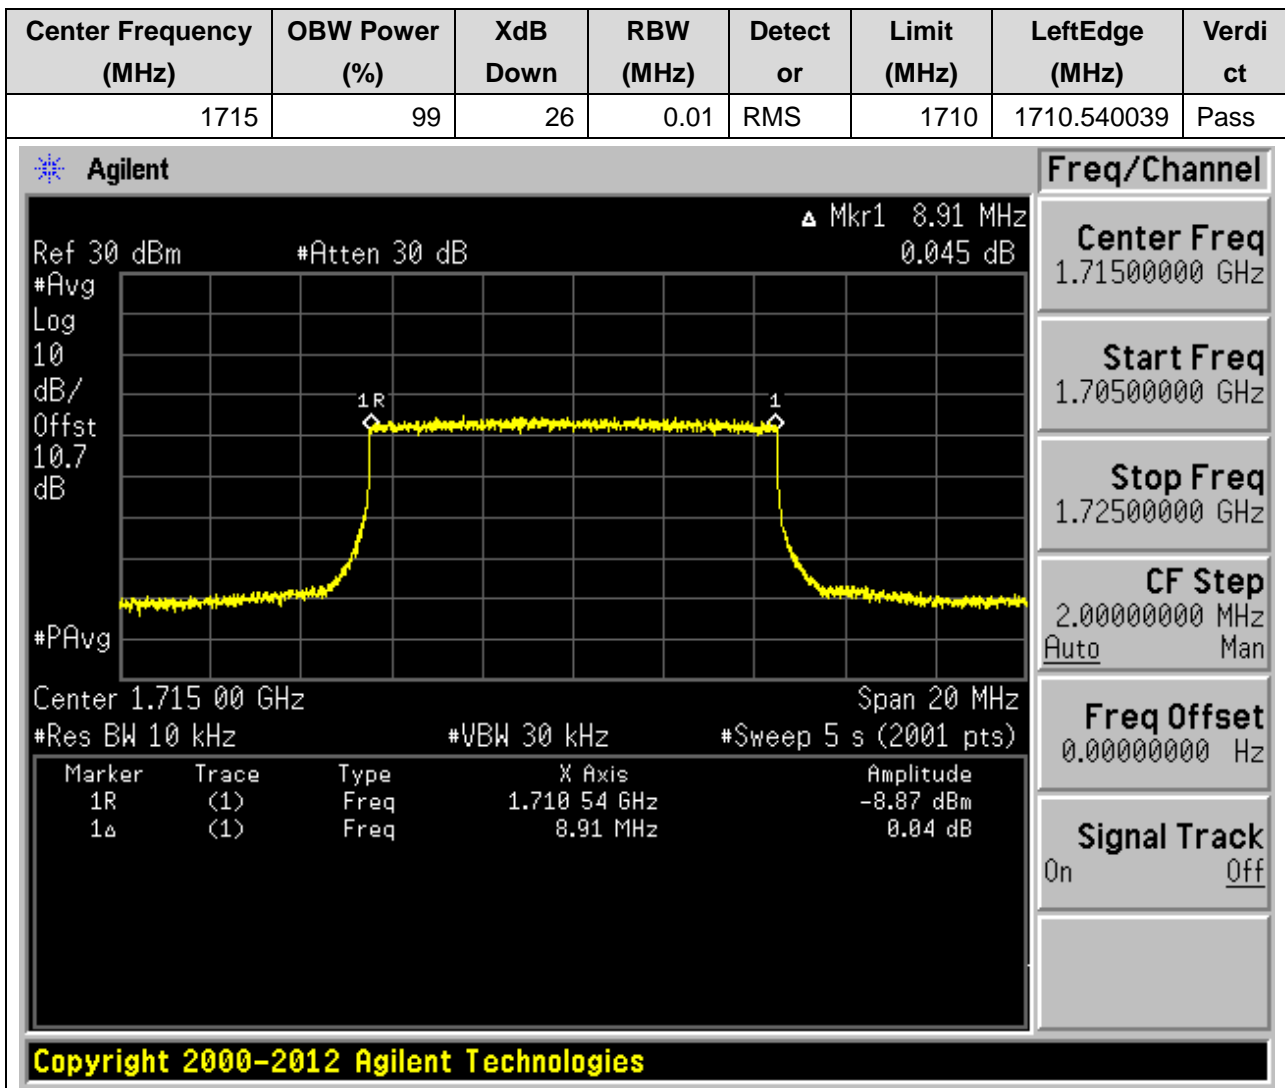 Center Frequency OBW Power XdB RBW Detect Limit LeftEdge Verdi
(MHz) (%) Down (MHz) or (MHz) (MHz) ct
1715 99 26 0.01 RMS 1710 1710.540039 Pass
Agilent Freq/Channel
Δ Mkr1 8.91 MHz
Ref 30 dBm #Atten 30 dB 0.045 dB
#Avg
Log
10
dB/
Offst
10.7
dB
#PAvg
1R 1
Center 1.715 00 GHz Span 20 MHz
#Res BW 10 kHz #VBW 30 kHz #Sweep 5 s (2001 pts)
Marker Trace Type X Axis Amplitude
1R (1) Freq 1.710 54 GHz -8.87 dBm
1Δ (1) Freq 8.91 MHz 0.04 dB
Center Freq
1.71500000 GHz
Start Freq
1.70500000 GHz
Stop Freq
1.72500000 GHz
CF Step
2.00000000 MHz
Auto Man
Freq Offset
0.00000000 Hz
Signal Track
On Off
Copyright 2000-2012 Agilent Technologies